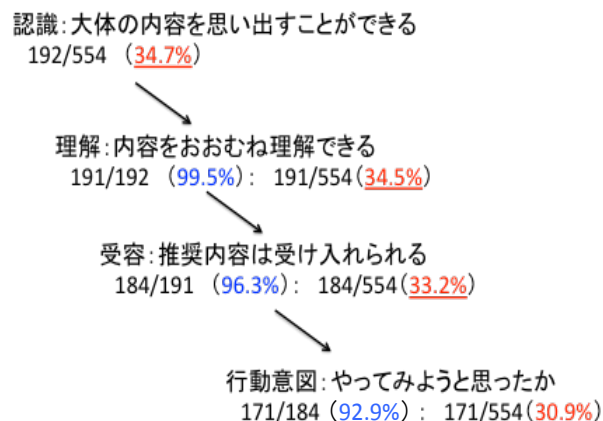 認識：大体の内容を思い出すことができる
192/554 （34.7%）
理解：内容をおおむね理解できる
191/192 （99.5%）： 191/554（34.5%）
受容：推奨内容は受け入れられる
184/191 （96.3%）： 184/554（33.2%）
行動意図：やってみようと思ったか
171/184 （92.9%）： 171/554（30.9%）